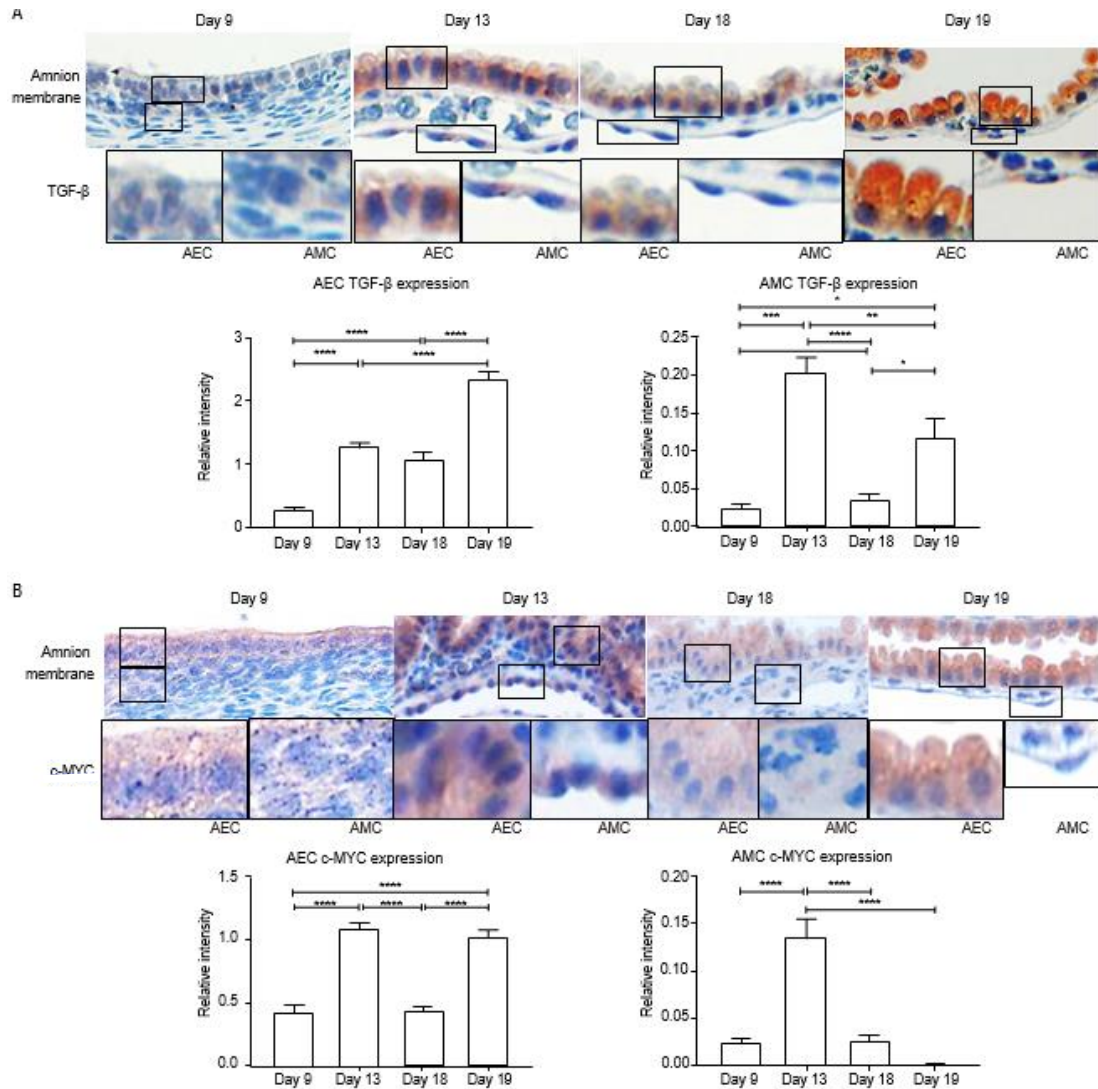 A
Day 9 Day 13 Day 18 Day 19
Amnion
membrane
TGF-β
AEC AMC AEC AMC AEC AMC AEC AMC
AEC TGF-β expression
Relative intensity
3
2
1
0
**** ****
**** ****
Day 9 Day 13 Day 18 Day 19
AMC TGF-β expression
Relative intensity
0.25
0.20
0.15
0.10
0.05
0.00
*
*** **
****
*
Day 9 Day 13 Day 18 Day 19
B
Day 9 Day 13 Day 18 Day 19
Amnion
membrane
c-MYC
AEC AMC AEC AMC AEC AMC AEC AMC
AEC c-MYC expression
Relative intensity
1.5
1.0
0.5
0.0
****
**** **** ****
Day 9 Day 13 Day 18 Day 19
AMC c-MYC expression
Relative intensity
0.20
0.15
0.10
0.05
0.00
**** ****
****
Day 9 Day 13 Day 18 Day 19